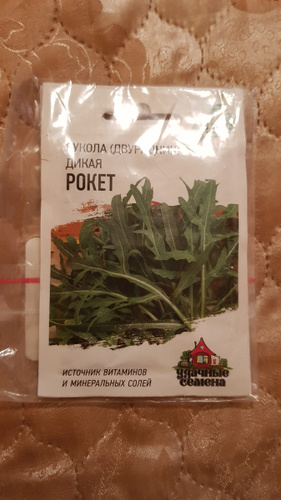 ДИКАЯ
РОКЕТ
ИСТОЧНИК ВИТАМИНОВ
И МИНЕРАЛЬНЫХ СОЛЕЙ
удачные
семена